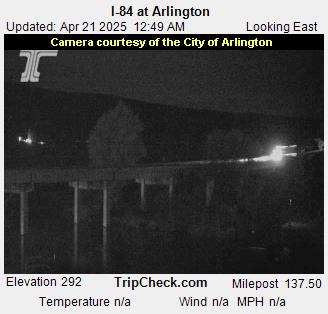 I-84 at Arlington
Updated: Apr 21 2025 12:49 AM Looking East
Camera courtesy of the City of Arlington
Elevation 292 TripCheck.com Milepost 137.50
Temperature n/a Wind n/a MPH n/a